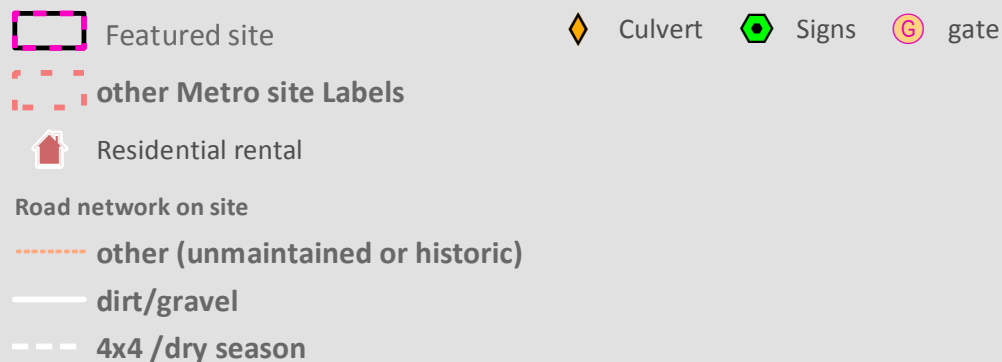 Featured site
Culvert Signs G gate
other Metro site Labels
Residential rental
Road network on site
other (unmaintained or historic)
dirt/gravel
4x4 /dry season